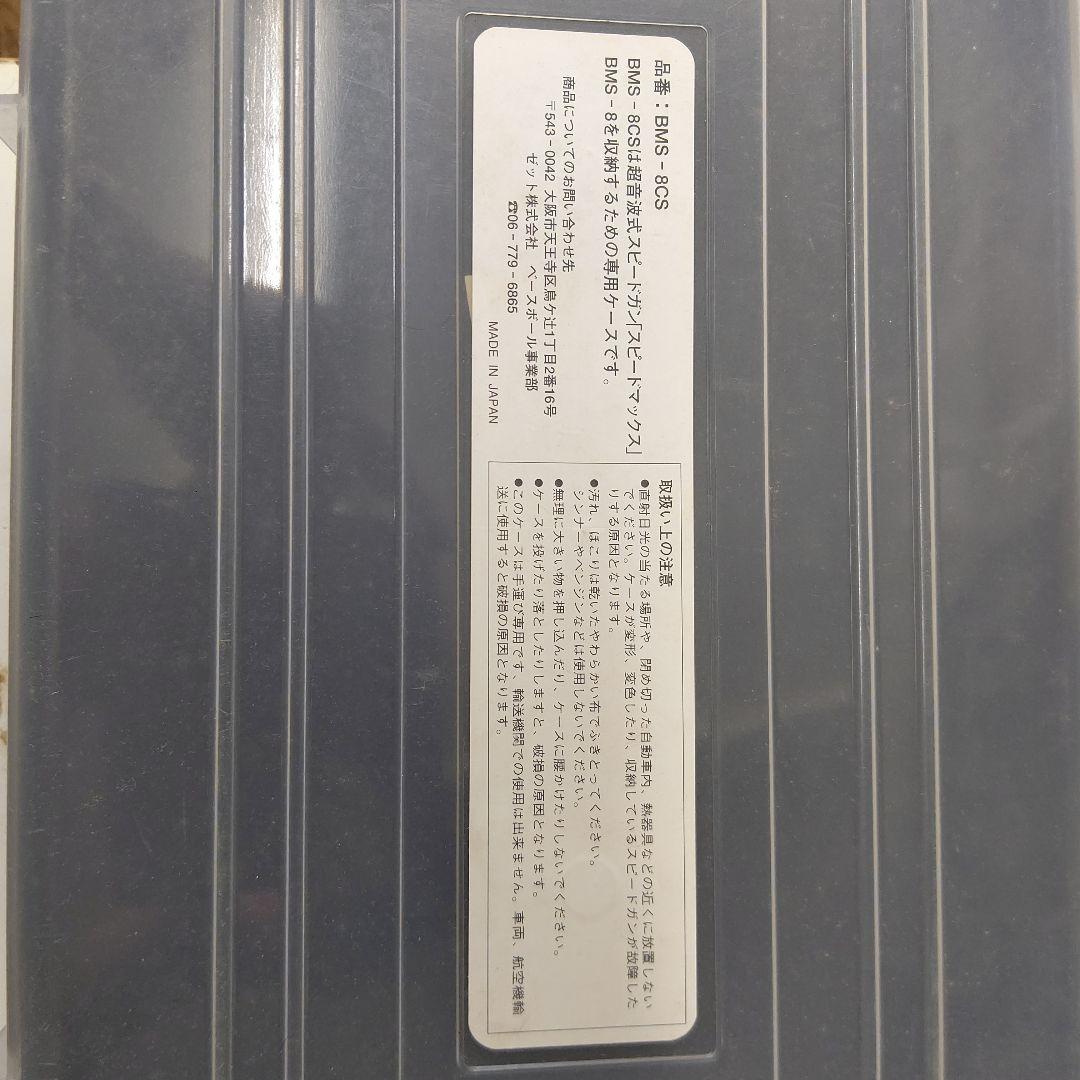 品番：BMS-8CS
BMS-8CSは超音波式スピードガン「スピードマックス」
BMS-8を収納するための専用ケースです。
商品についてのお問い合わせ先
〒543-0042 大阪市天王寺区烏ケ辻1丁目2番16号
ゼット株式会社 ベースボール事業部
☎06-779-6865
MADE IN JAPAN
取扱い上の注意
●直射日光の当たる場所や、閉め切った自動車内、熱器具などの近くに放置しない
でください。ケースが変形、変色したり、収納しているスピードガンが故障した
りする原因となります。
●汚れ、ほこりは乾いたやわらかい布でふきとってください。
シンナーやベンジンなどは使用しないでください。
●無理に大きい物を押し込んだり、ケースに腰かけたりしないでください。
●ケースを投げたり落としたりしますと、破損の原因となります。
●このケースは手運び専用です、輸送機関での使用は出来ません。車両、航空機輸
送に使用すると破損の原因となります。